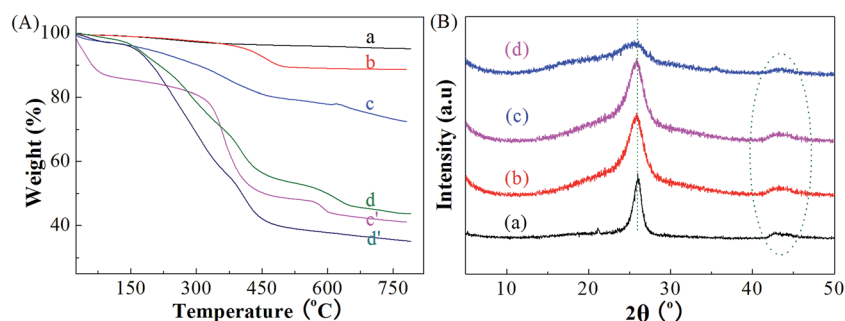 (A)
100
80
60
40
Weight (%)
a
b
c
d
c'
d'
150 300 450 600 750
Temperature (°C)
(B)
Intensity (a.u)
(d)
(c)
(b)
(a)
10 20 30 40 50
2θ (°)